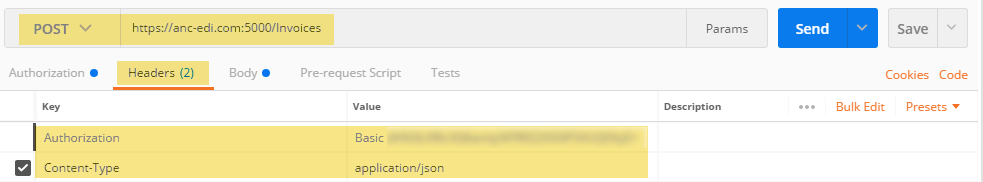 POST https://anc-edi.com:5000/Invoices Params Send Save
Authorization Headers (2) Body Pre-request Script Tests Cookies Code
Key Value Description Bulk Edit Presets
Authorization Basic
Content-Type application/json